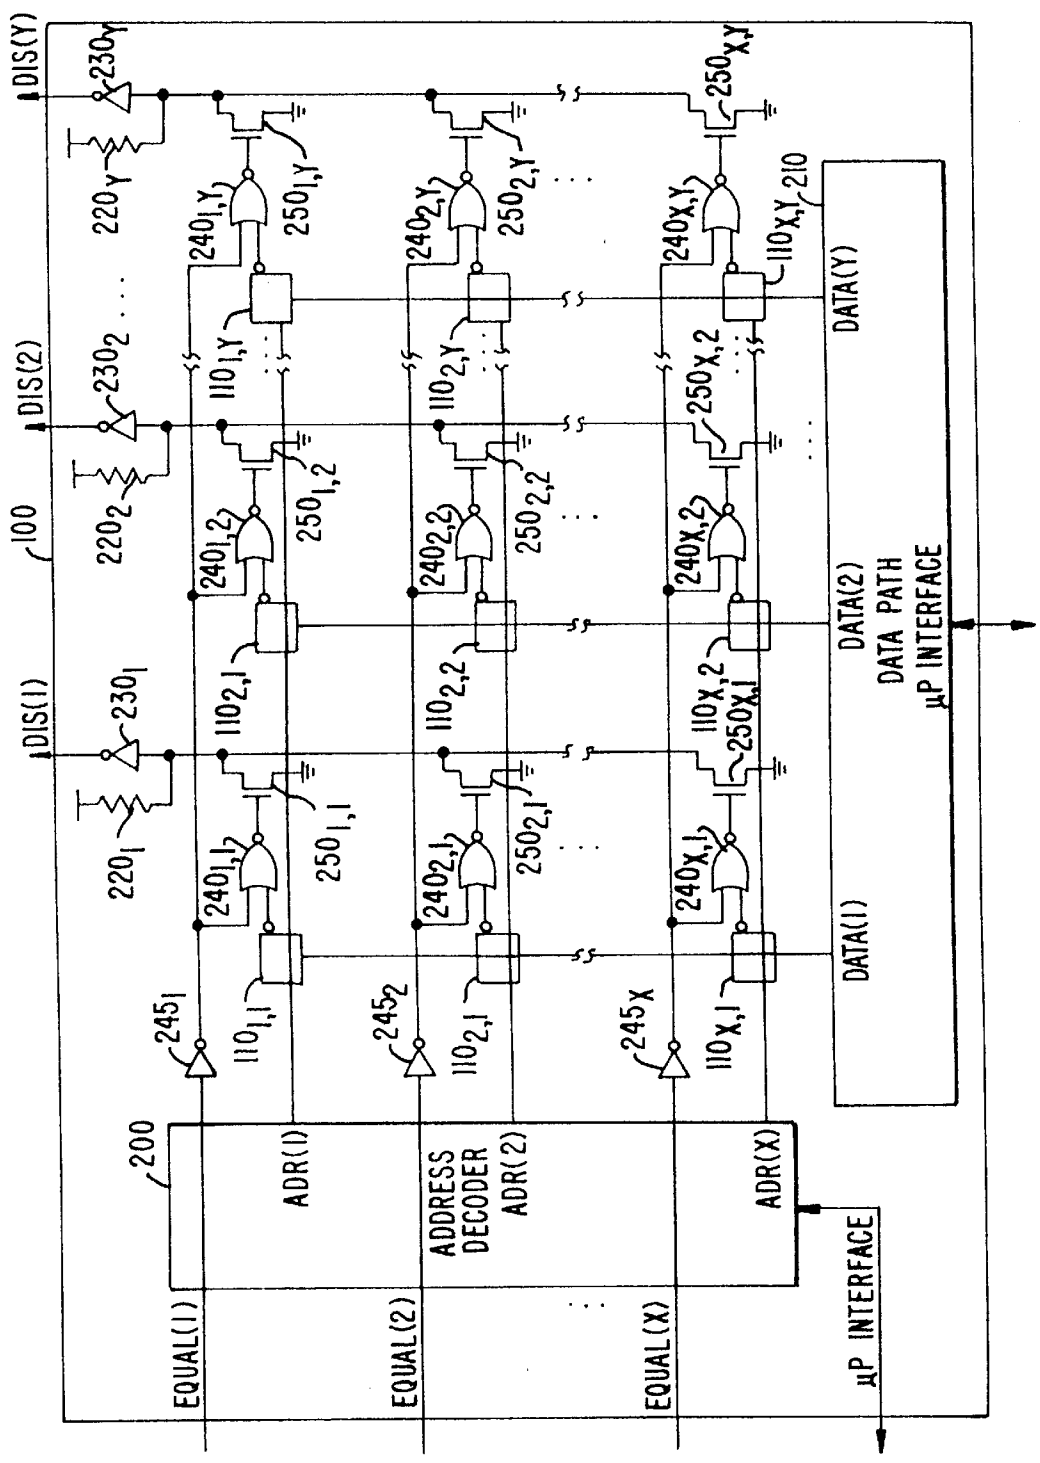 100
DIS(1)
DIS(2)
DIS(Y)
2201
2301
2202
2302
220Y
230Y
200
EQUAL(1)
2451
2401,1
2401,2
2401,Y
1101,1
1102,1
1101,Y
ADR(1)
2501,1
2501,2
2501,Y
EQUAL(2)
2452
2402,1
2402,2
2402,Y
ADDRESS
DECODER
1102,1
1102,2
1102,Y
ADR(2)
2502,1
2502,2
2502,Y
EQUAL(X)
245X
240X,1
240X,2
240X,Y
110X,1
110X,2
250X,1
250X,2
250X,Y
ADR(X)
110X,Y
210
µP INTERFACE
DATA(1)
DATA(2)
DATA(Y)
DATA PATH
µP INTERFACE